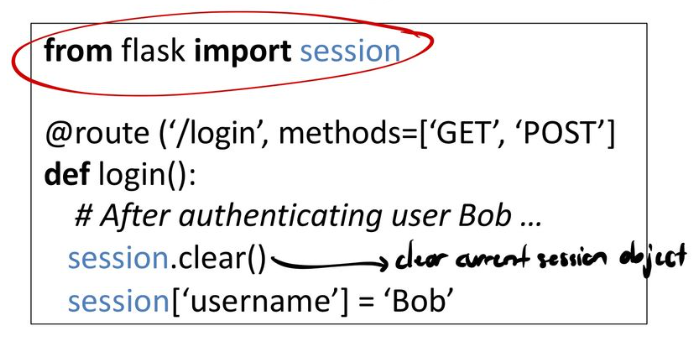 from flask import session
@route (‘/login’, methods=[‘GET’, ‘POST’]
def login():
# After authenticating user Bob …
session.clear() clear current session object
session[‘username’] = ‘Bob’